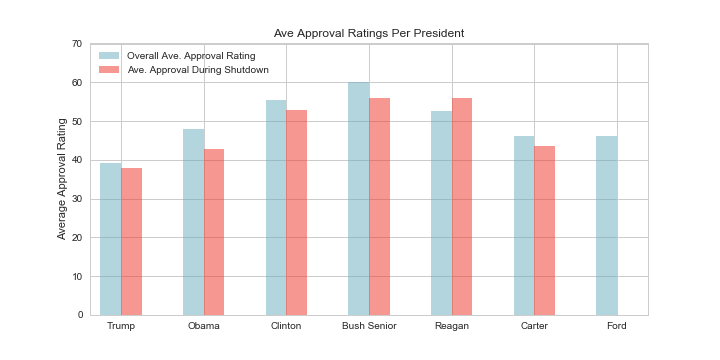 Ave Approval Ratings Per President
Overall Ave. Approval Rating
Ave. Approval During Shutdown
Average Approval Rating
70
60
50
40
30
20
10
0
Trump Obama Clinton Bush Senior Reagan Carter Ford